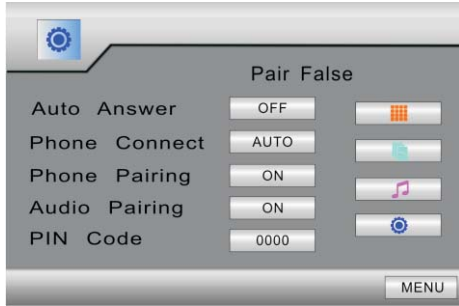 Pair False
Auto Answer OFF
Phone Connect AUTO
Phone Pairing ON
Audio Pairing ON
PIN Code 0000
MENU